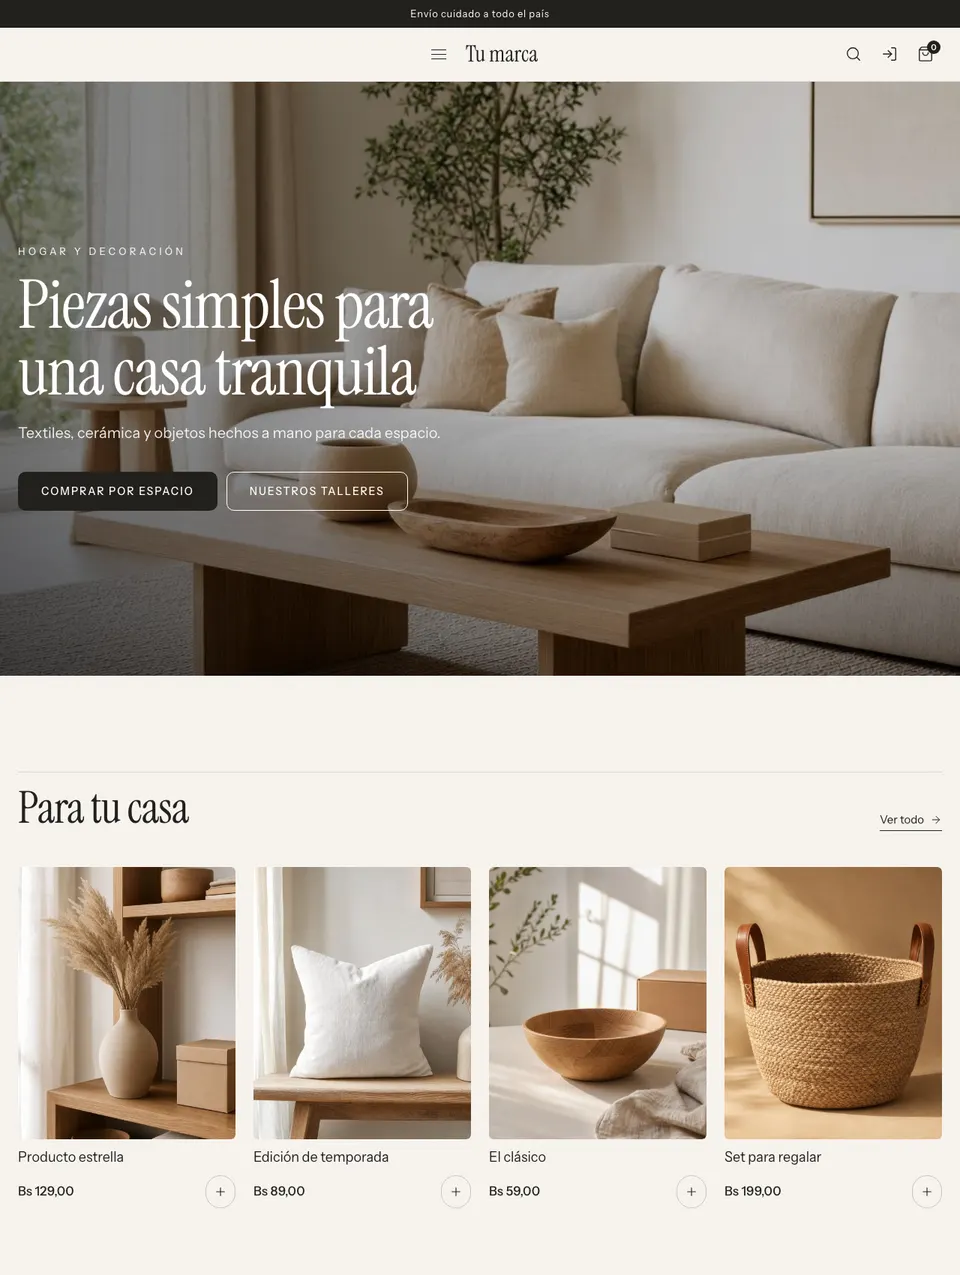 Envío cuidado a todo el país
Tu marca
0
HOGAR Y DECORACIÓN
Piezas simples para
una casa tranquila
Textiles, cerámica y objetos hechos a mano para cada espacio.
COMPRAR POR ESPACIO
NUESTROS TALLERES
Para tu casa
Ver todo
Producto estrella
Edición de temporada
El clásico
Set para regalar
Bs 129,00
Bs 89,00
Bs 59,00
Bs 199,00